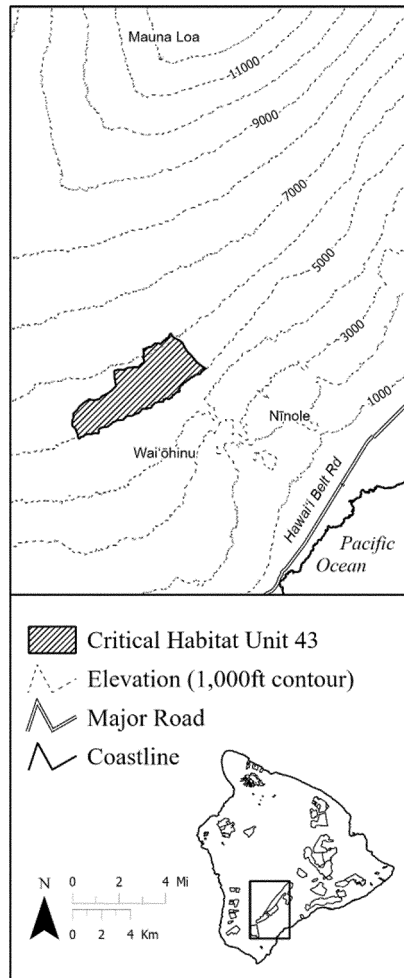 Mauna Loa
11000
9000
7000
5000
3000
Nīnole
1000
Wai‘ōhinu
Hawai‘i Belt Rd
Pacific
Ocean
Critical Habitat Unit 43
Elevation (1,000ft contour)
Major Road
Coastline
N
0 2 4 Mi
0 2 4 Km